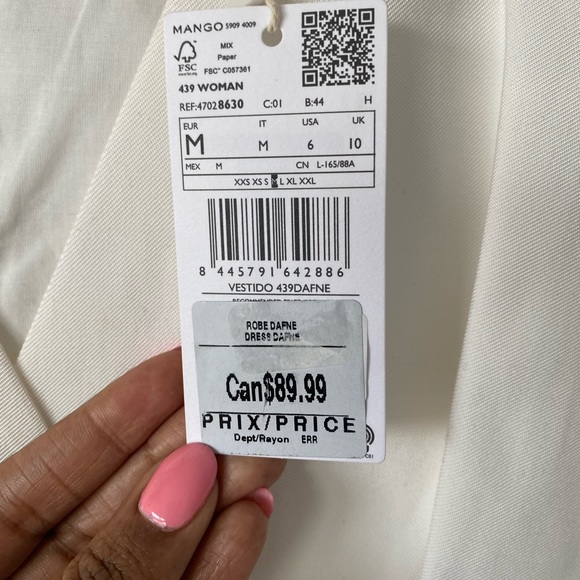 MANGO 5909 4009
MIX
Paper
FSC™ C057361
FSC
439 WOMAN
REF:47028630 C:01 B:44 H
EUR IT USA UK
M M 6 10
MEX M CN L-165/88A
XXS XS S M L XL XXL
8 445791 642886
VESTIDO 439DAFNE
ROBE DAFNE
DRESS DAFNE
Can$89.99
PRIX/PRICE
Dept/Rayon ERR